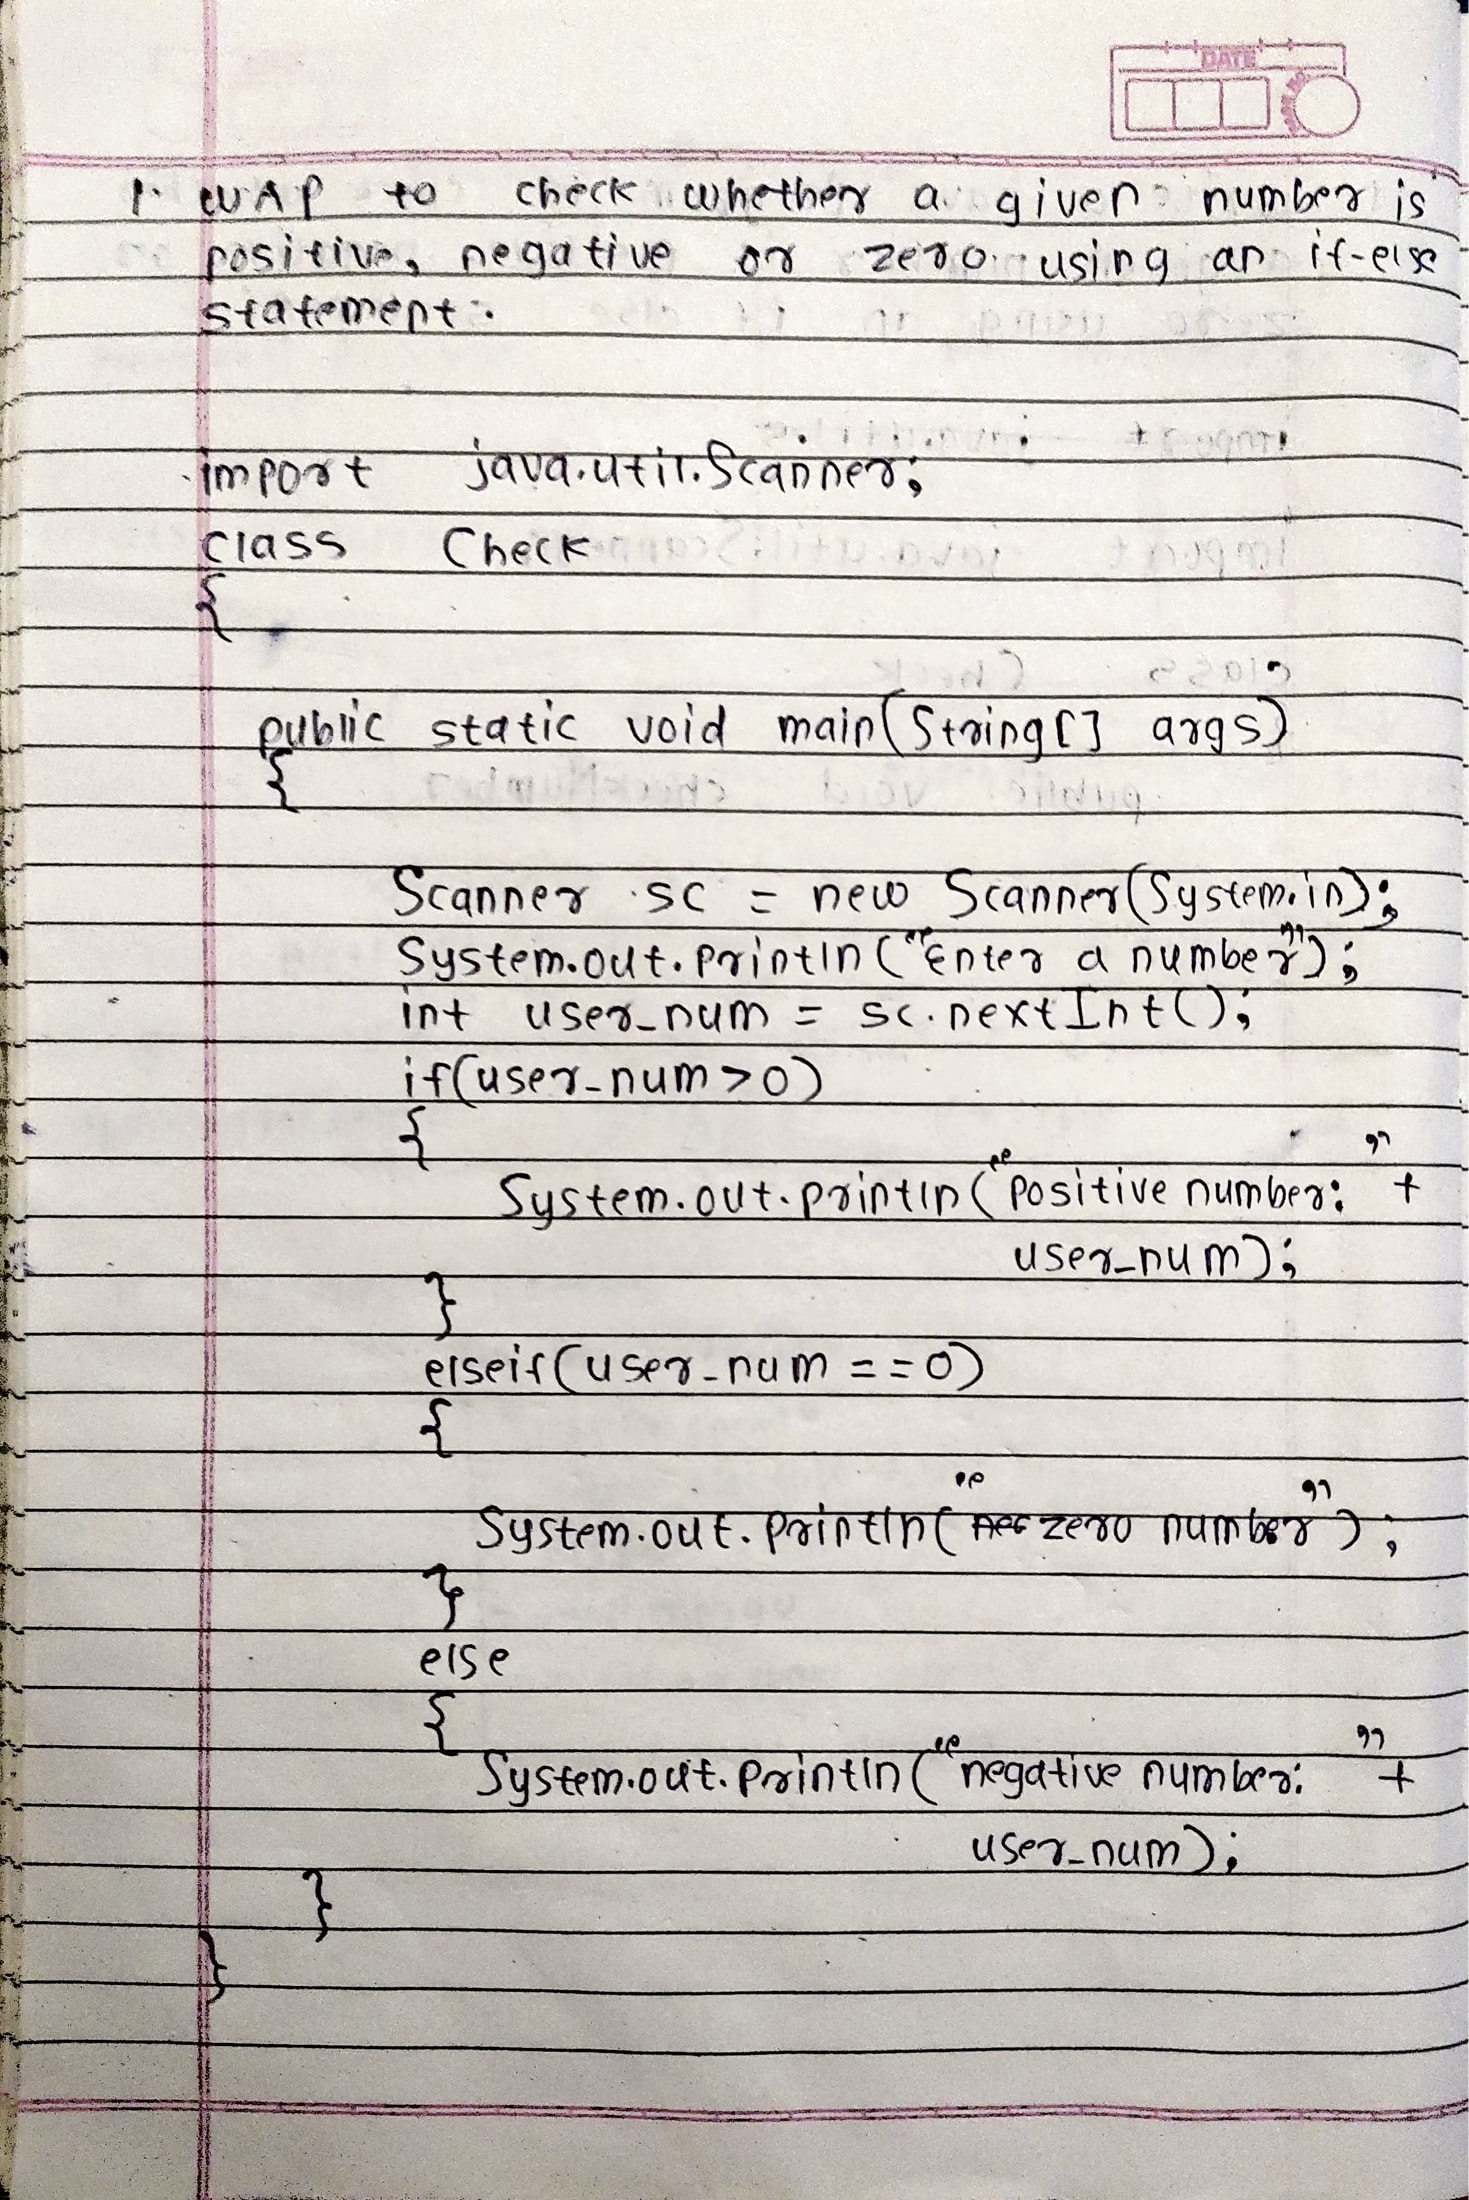 DATE
1. WAP to check whether a given number is
positive, negative or zero using an if-else
statement.
import java.util.Scanner;
class Check
{
public static void main(String[] args)
{
Scanner sc = new Scanner(System.in);
System.out.println("Enter a number");
int user_num = sc.nextInt();
if(user_num>0)
{
System.out.println("positive number: " +
user_num);
}
elseif(user_num ==0)
{
System.out.println(" zero number");
}
else
{
System.out.println("negative number: " +
user_num);
}
}